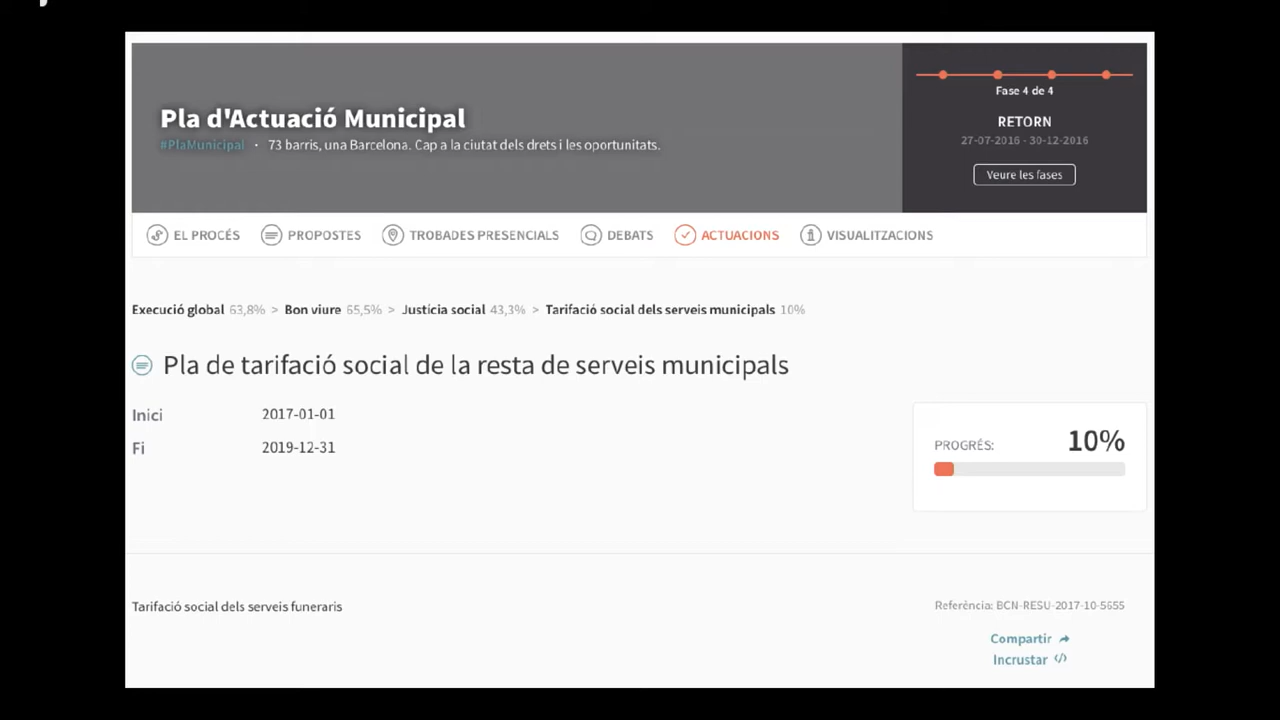 Pla d'Actuació Municipal
#PlaMunicipal · 73 barris, una Barcelona. Cap a la ciutat dels drets i les oportunitats.
Fase 4 de 4
RETORN
27-07-2016 - 30-12-2016
Veure les fases
EL PROCÉS PROPOSTES TROBADES PRESENCIALS DEBATS ACTUACIONS VISUALITZACIONS
Execució global 63,8% > Bon viure 65,5% > Justícia social 43,3% > Tarifació social dels serveis municipals 10%
Pla de tarifació social de la resta de serveis municipals
Inici 2017-01-01
Fi 2019-12-31
PROGRÉS: 10%
Tarifació social dels serveis funeraris
Referència: BCN-RESU-2017-10-5655
Compartir
Incrustar